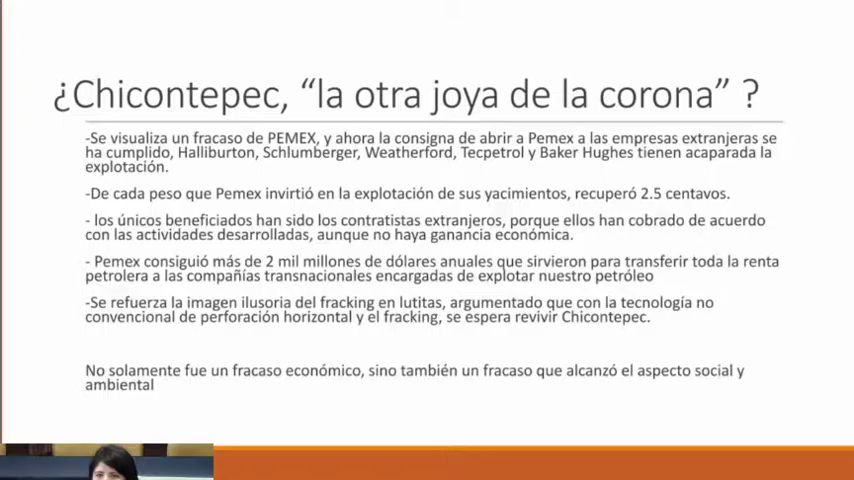 ¿Chicontepec, “la otra joya de la corona” ?
-Se visualiza un fracaso de PEMEX, y ahora la consigna de abrir a Pemex a las empresas extranjeras se
ha cumplido, Halliburton, Schlumberger, Weatherford, Tecpetrol y Baker Hughes tienen acaparada la
explotación.
-De cada peso que Pemex invirtió en la explotación de sus yacimientos, recuperó 2.5 centavos.
- los únicos beneficiados han sido los contratistas extranjeros, porque ellos han cobrado de acuerdo
con las actividades desarrolladas, aunque no haya ganancia económica.
- Pemex consiguió más de 2 mil millones de dólares anuales que sirvieron para transferir toda la renta
petrolera a las compañías transnacionales encargadas de explotar nuestro petróleo
-Se refuerza la imagen ilusoria del fracking en lutitas, argumentado que con la tecnología no
convencional de perforación horizontal y el fracking, se espera revivir Chicontepec.
No solamente fue un fracaso económico, sino también un fracaso que alcanzó el aspecto social y
ambiental